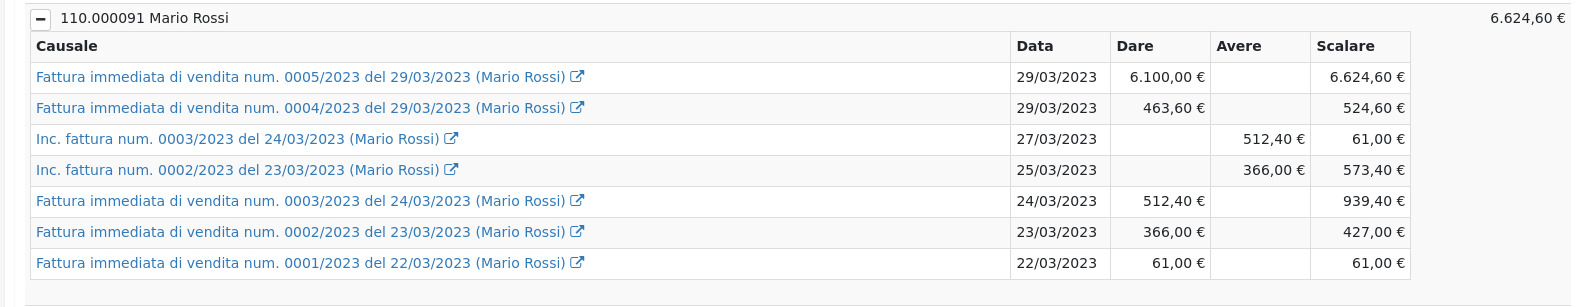 110.000091 Mario Rossi 6.624,60 €
Causale Data Dare Avere Scalare
Fattura immediata di vendita num. 0005/2023 del 29/03/2023 (Mario Rossi) 29/03/2023 6.100,00 € 6.624,60 €
Fattura immediata di vendita num. 0004/2023 del 29/03/2023 (Mario Rossi) 29/03/2023 463,60 € 524,60 €
Inc. fattura num. 0003/2023 del 24/03/2023 (Mario Rossi) 27/03/2023 512,40 € 61,00 €
Inc. fattura num. 0002/2023 del 23/03/2023 (Mario Rossi) 25/03/2023 366,00 € 573,40 €
Fattura immediata di vendita num. 0003/2023 del 24/03/2023 (Mario Rossi) 24/03/2023 512,40 € 939,40 €
Fattura immediata di vendita num. 0002/2023 del 23/03/2023 (Mario Rossi) 23/03/2023 366,00 € 427,00 €
Fattura immediata di vendita num. 0001/2023 del 22/03/2023 (Mario Rossi) 22/03/2023 61,00 € 61,00 €